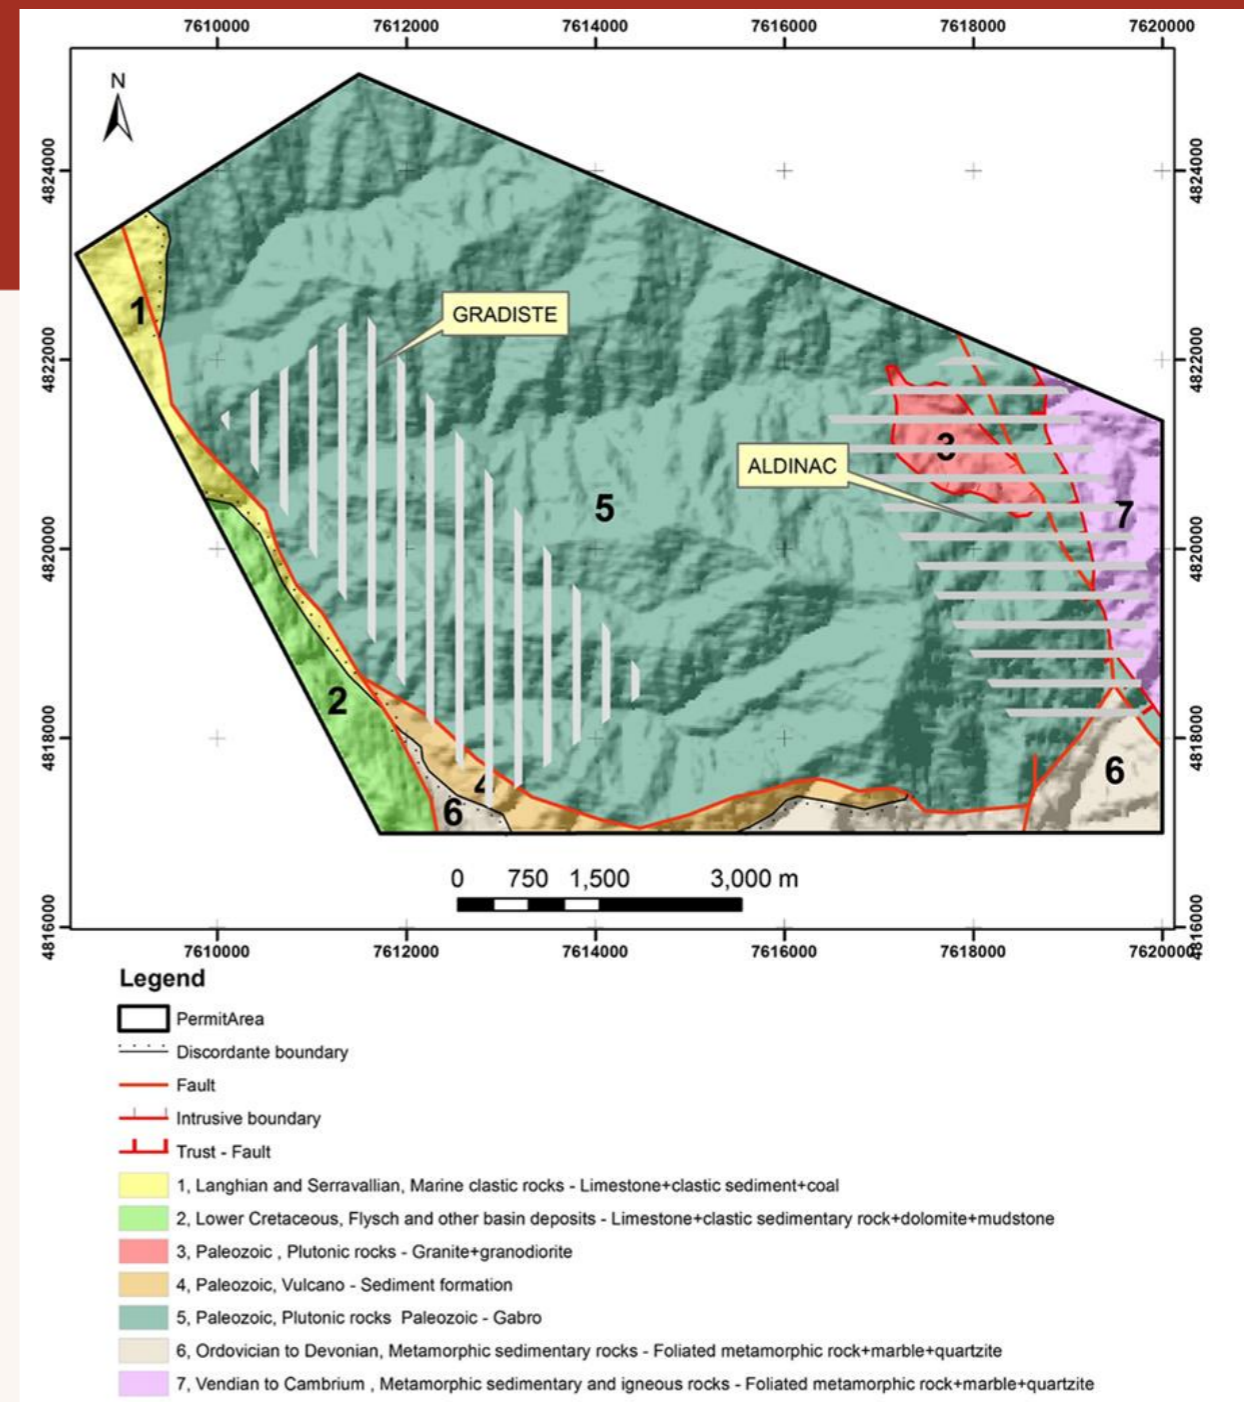 7610000 7612000 7614000 7616000 7618000 7620000
N
4824000 4824000
GRADISTE
1
4822000 4822000
3
ALDINAC
5
7
4820000 4820000
2
4818000 4818000
6
4
6
0 750 1,500 3,000 m
4816000 4816000
7610000 7612000 7614000 7616000 7618000 7620000
Legend
PermitArea
Discordante boundary
Fault
Intrusive boundary
Trust - Fault
1, Langhian and Serravallian, Marine clastic rocks - Limestone+clastic sediment+coal
2, Lower Cretaceous, Flysch and other basin deposits - Limestone+clastic sedimentary rock+dolomite+mudstone
3, Paleozoic , Plutonic rocks - Granite+granodiorite
4, Paleozoic, Vulcano - Sediment formation
5, Paleozoic, Plutonic rocks  Paleozoic - Gabro
6, Ordovician to Devonian, Metamorphic sedimentary rocks - Foliated metamorphic rock+marble+quartzite
7, Vendian to Cambrium , Metamorphic sedimentary and igneous rocks - Foliated metamorphic rock+marble+quartzite